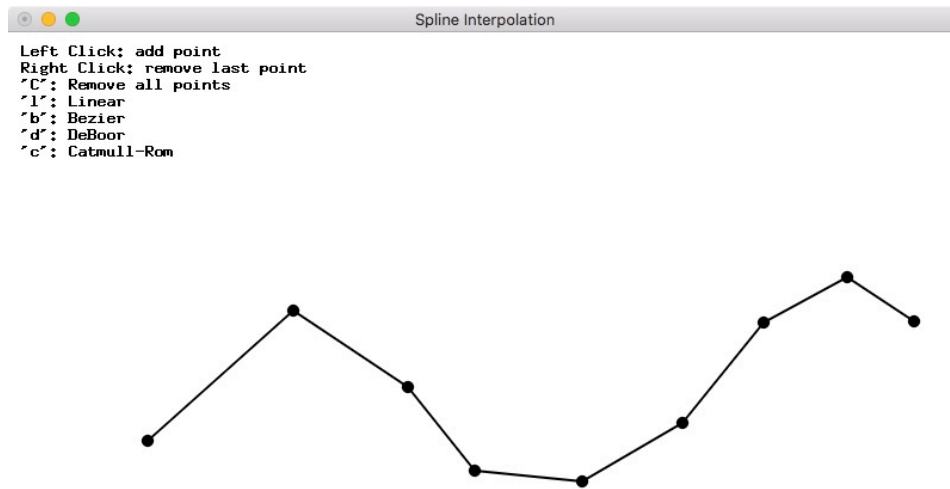 Spline Interpolation
Left Click: add point
Right Click: remove last point
"C": Remove all points
"l": Linear
"b": Bezier
"d": DeBoor
"c": Catmull-Rom